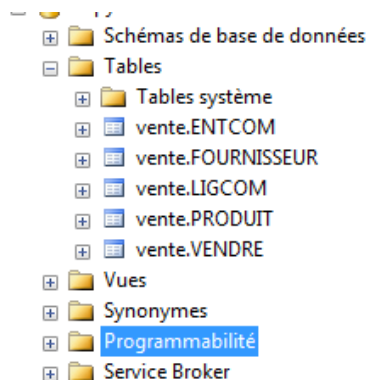 Schémas de base de données
Tables
Tables système
vente.ENTCOM
vente.FOURNISSEUR
vente.LIGCOM
vente.PRODUIT
vente.VENDRE
Vues
Synonymes
Programmabilité
Service Broker